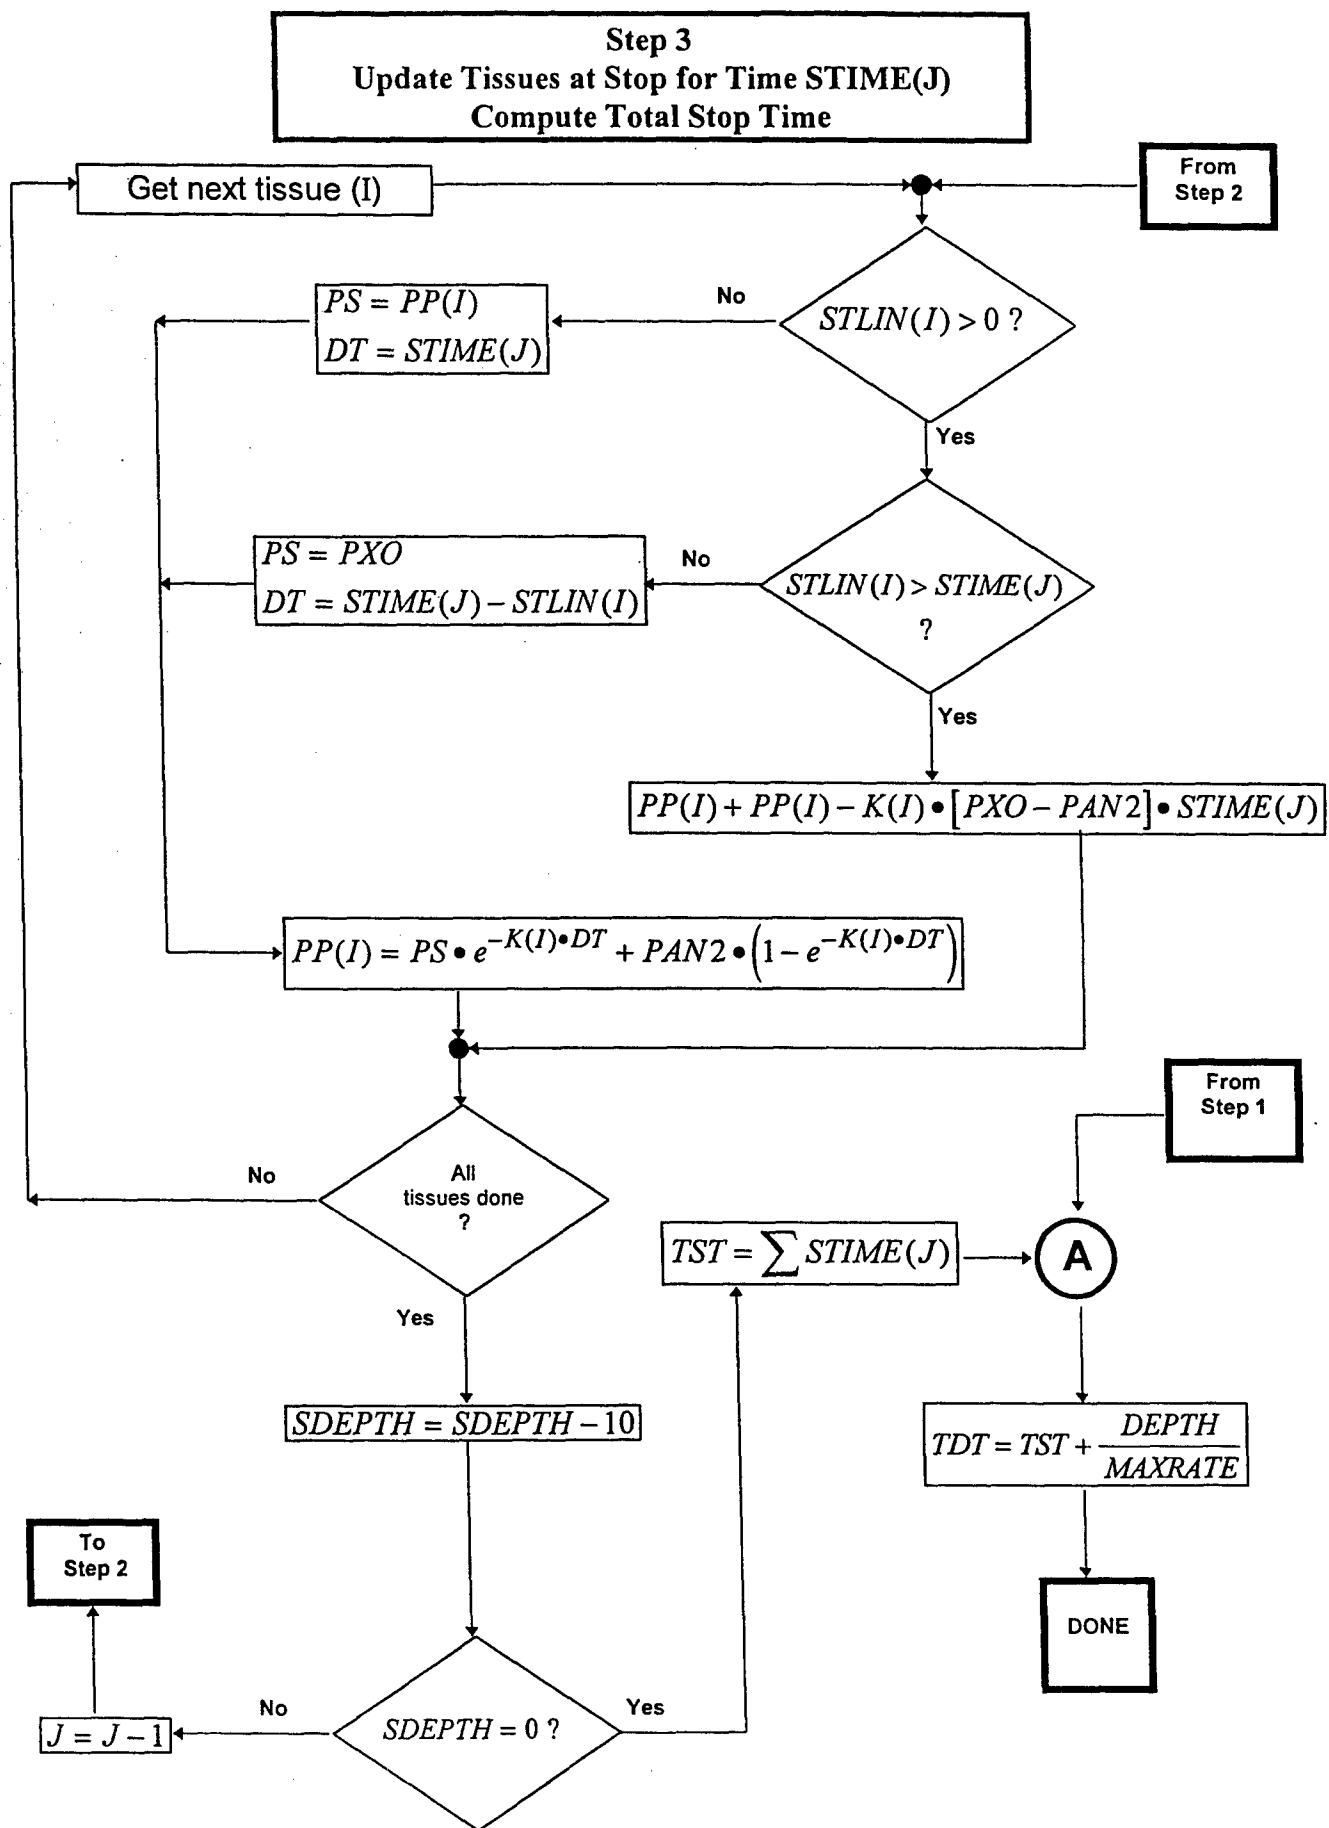 Step 3
Update Tissues at Stop for Time STIME(J)
Compute Total Stop Time
Get next tissue (I)
From
Step 2
STLIN(I) > 0 ?
No
PS = PP(I)
DT = STIME(J)
Yes
STLIN(I) > STIME(J)
?
No
PS = PXO
DT = STIME(J) − STLIN(I)
Yes
PP(I) + PP(I) − K(I) • [PXO − PAN2] • STIME(J)
PP(I) = PS • e^{−K(I)•DT} + PAN2 • (1 − e^{−K(I)•DT})
All
tissues done
?
No
Yes
From
Step 1
TST = ∑ STIME(J)
A
SDEPTH = SDEPTH − 10
TDT = TST + DEPTH / MAXRATE
To
Step 2
DONE
J = J − 1
No
SDEPTH = 0 ?
Yes